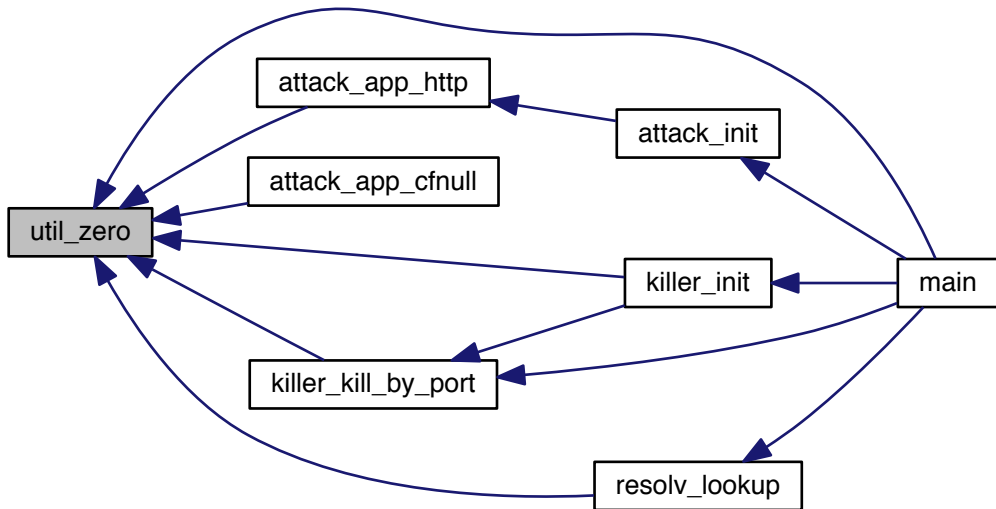 attack_app_http
attack_init
attack_app_cfnull
util_zero
killer_init
main
killer_kill_by_port
resolv_lookup